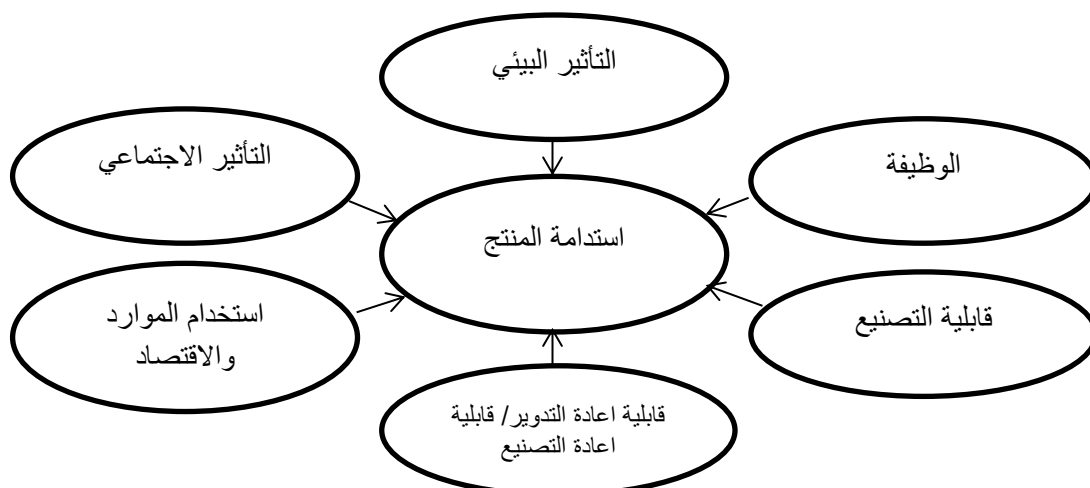 التأثير البيئي
الوظيفة
التأثير الاجتماعي
استدامة المنتج
قابلية التصنيع
استخدام الموارد
والاقتصاد
قابلية اعادة التدوير/ قابلية
اعادة التصنيع